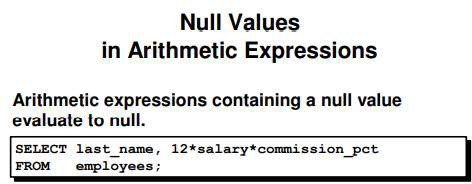 Null Values
in Arithmetic Expressions
Arithmetic expressions containing a null value
evaluate to null.
SELECT last_name, 12*salary*commission_pct
FROM   employees;